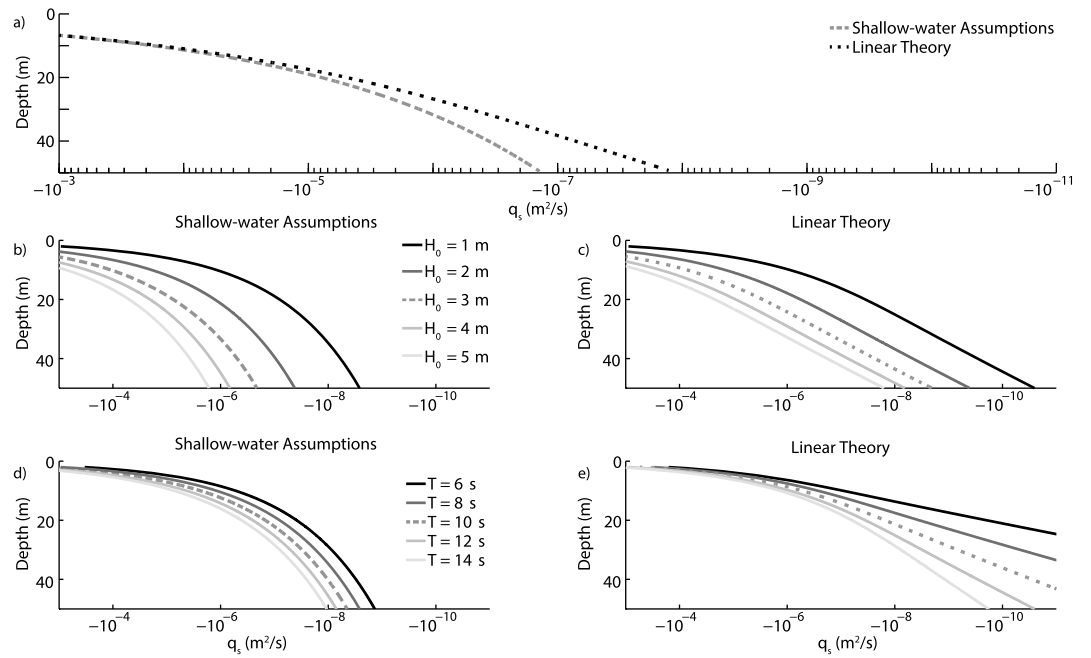 a)
Depth (m)
0
20
40
Shallow-water Assumptions
Linear Theory
−10⁻³ −10⁻⁵ −10⁻⁷ −10⁻⁹ −10⁻¹¹
qₛ (m²/s)
Shallow-water Assumptions
b)
Depth (m)
0
20
40
H₀ = 1 m
H₀ = 2 m
H₀ = 3 m
H₀ = 4 m
H₀ = 5 m
−10⁻⁴ −10⁻⁶ −10⁻⁸ −10⁻¹⁰
Linear Theory
c)
Depth (m)
0
20
40
−10⁻⁴ −10⁻⁶ −10⁻⁸ −10⁻¹⁰
Shallow-water Assumptions
d)
Depth (m)
0
20
40
T = 6 s
T = 8 s
T = 10 s
T = 12 s
T = 14 s
−10⁻⁴ −10⁻⁶ −10⁻⁸ −10⁻¹⁰
qₛ (m²/s)
Linear Theory
e)
Depth (m)
0
20
40
−10⁻⁴ −10⁻⁶ −10⁻⁸ −10⁻¹⁰
qₛ (m²/s)